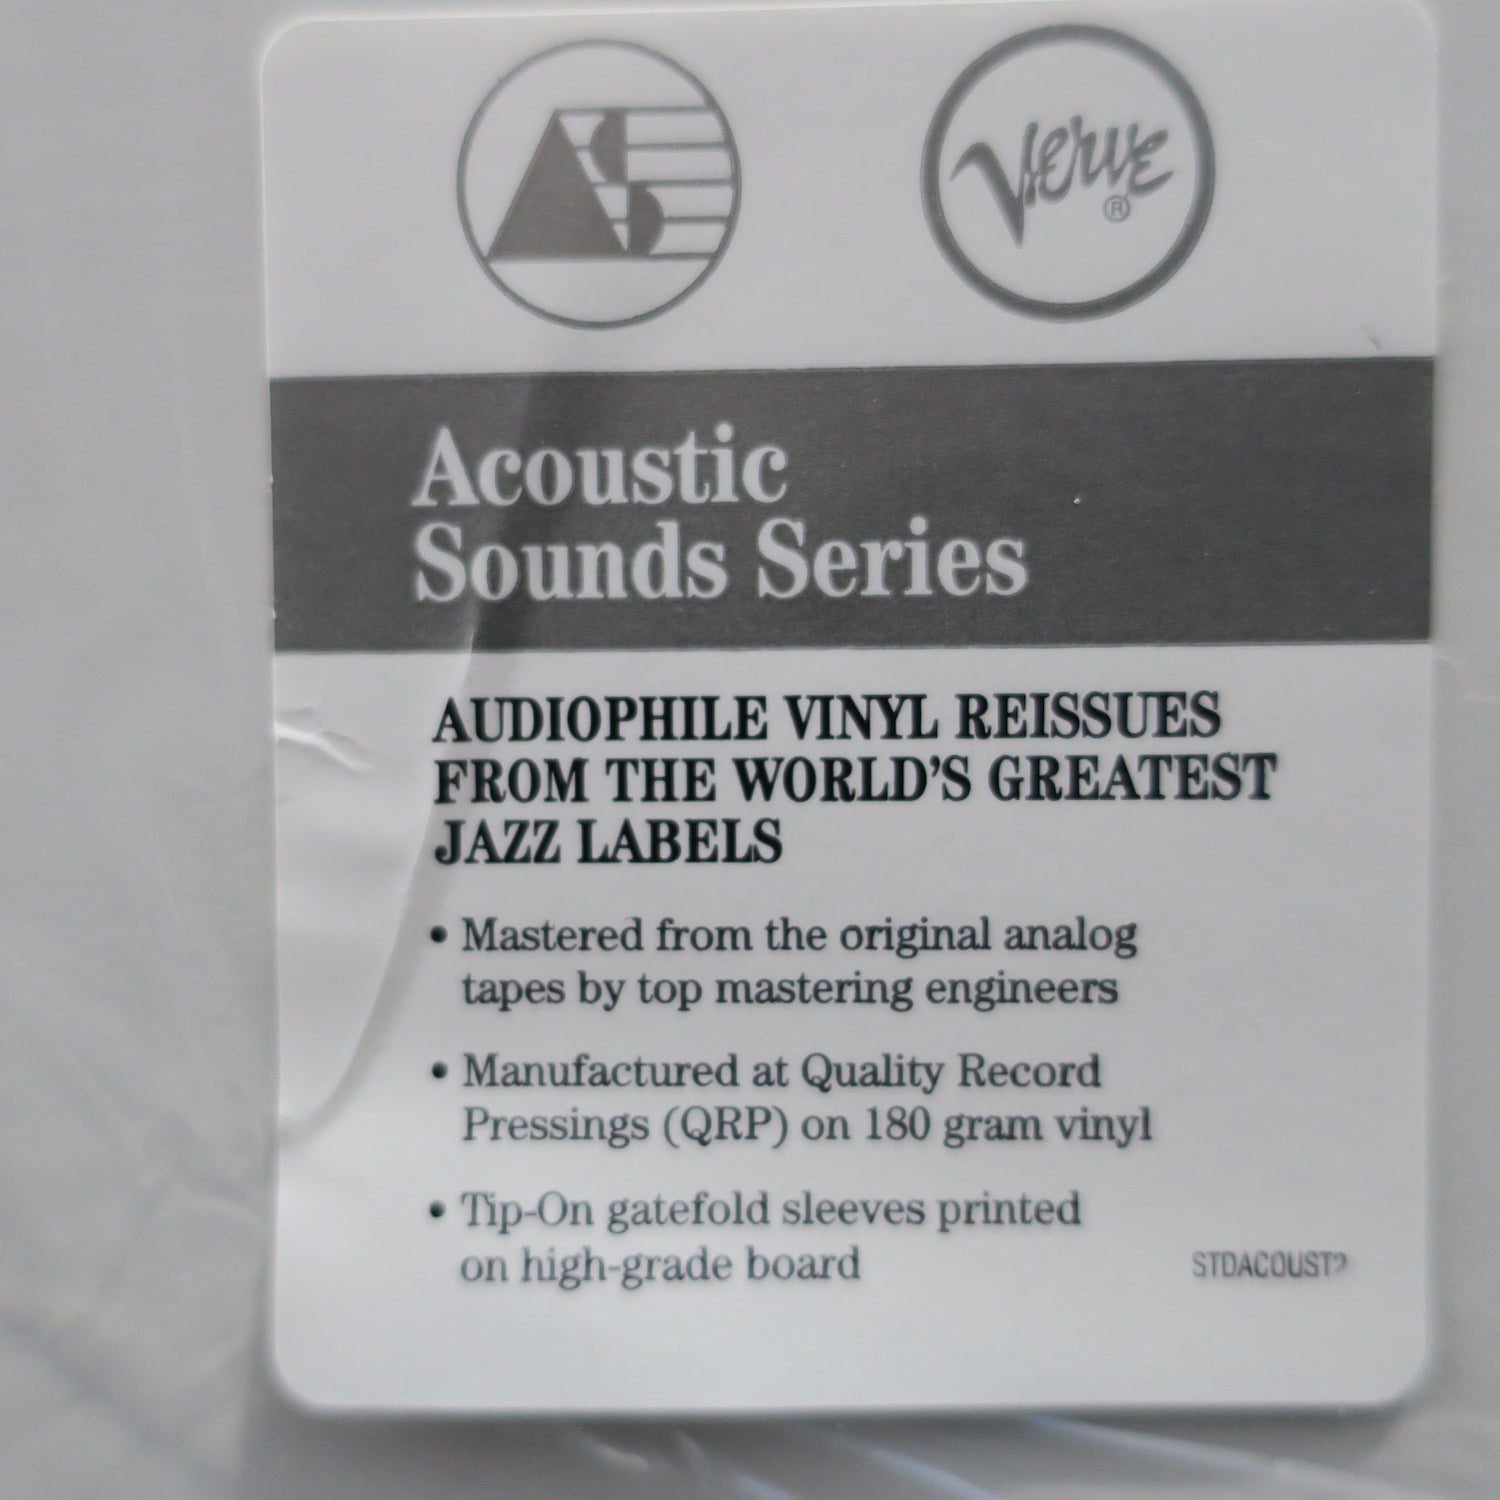 AS
Verve
®
Acoustic
Sounds Series
AUDIOPHILE VINYL REISSUES
FROM THE WORLD'S GREATEST
JAZZ LABELS
• Mastered from the original analog
tapes by top mastering engineers
• Manufactured at Quality Record
Pressings (QRP) on 180 gram vinyl
• Tip-On gatefold sleeves printed
on high-grade board
STDACOUST2